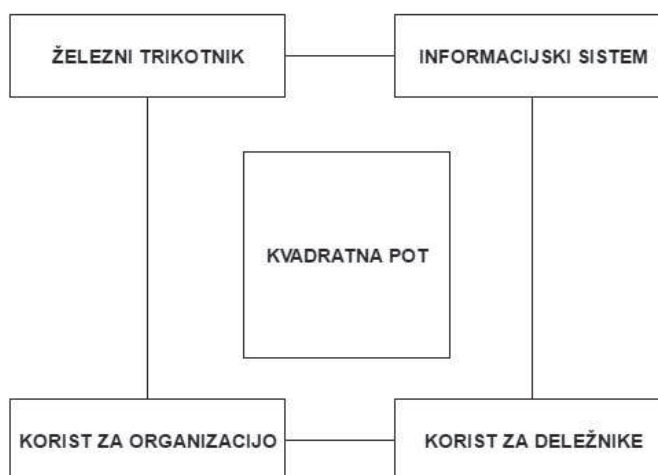 ŽELEZNI TRIKOTNIK
INFORMACIJSKI SISTEM
KVADRATNA POT
KORIST ZA ORGANIZACIJO
KORIST ZA DELEŽNIKE